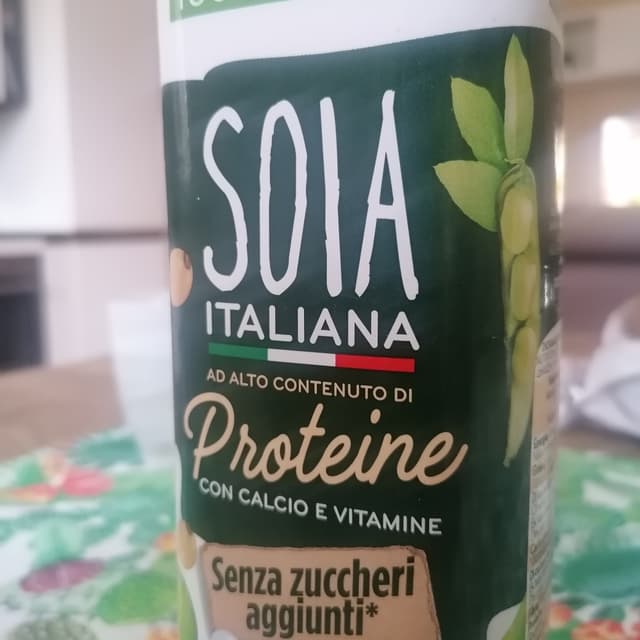 SOIA
ITALIANA
AD ALTO CONTENUTO DI
Proteine
CON CALCIO E VITAMINE
Senza zuccheri
aggiunti*